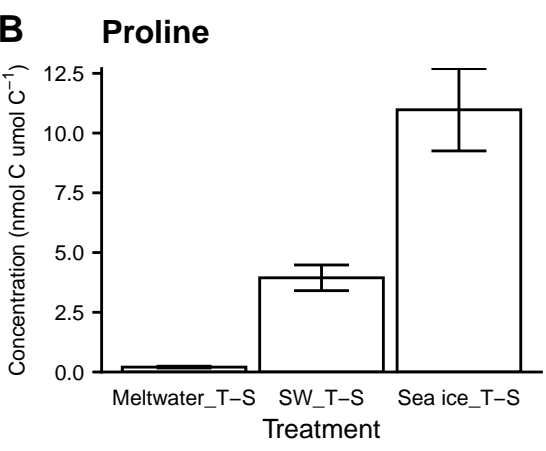 B Proline
Concentration (nmol C umol C⁻¹)
12.5
10.0
7.5
5.0
2.5
0.0
Meltwater_T−S SW_T−S Sea ice_T−S
Treatment